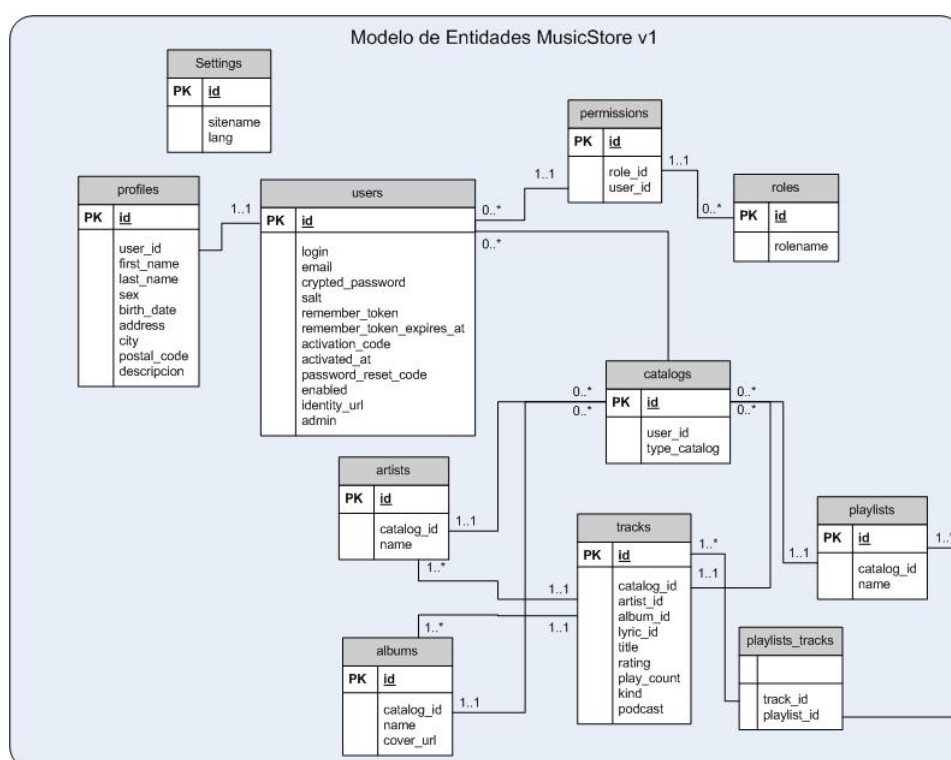 Modelo de Entidades MusicStore v1
Settings
PK id
sitename
lang
permissions
PK id
role_id
user_id
1..1
1..1
0..*
0..*
roles
PK id
rolename
profiles
PK id
user_id
first_name
last_name
sex
birth_date
address
city
postal_code
descripcion
1..1
users
PK id
login
email
crypted_password
salt
remember_token
remember_token_expires_at
activation_code
activated_at
password_reset_code
enabled
identity_url
admin
0..*
catalogs
PK id
user_id
type_catalog
0..*
0..*
0..*
0..*
artists
PK id
catalog_id
name
1..1
1..*
1..1
tracks
PK id
catalog_id
artist_id
album_id
lyric_id
title
rating
play_count
kind
podcast
1..*
1..1
1..1
playlists
PK id
catalog_id
name
1..1
1..*
albums
PK id
catalog_id
name
cover_url
1..*
1..1
playlists_tracks
track_id
playlist_id